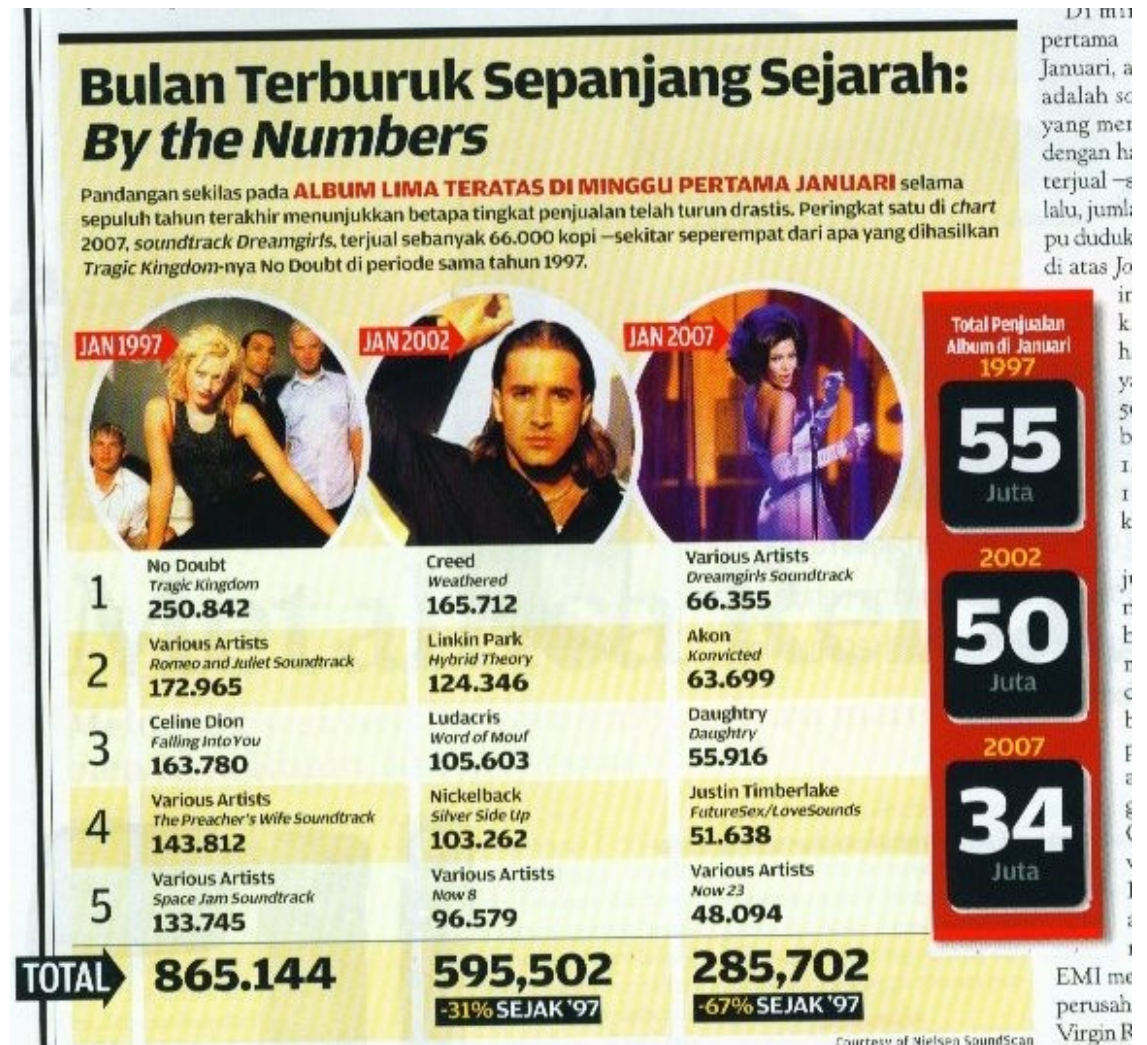 Bulan Terburuk Sepanjang Sejarah:
By the Numbers
Pandangan sekilas pada ALBUM LIMA TERATAS DI MINGGU PERTAMA JANUARI selama
sepuluh tahun terakhir menunjukkan betapa tingkat penjualan telah turun drastis. Peringkat satu di chart
2007, soundtrack Dreamgirls, terjual sebanyak 66.000 kopi —sekitar seperempat dari apa yang dihasilkan
Tragic Kingdom-nya No Doubt di periode sama tahun 1997.
JAN 1997
JAN 2002
JAN 2007
1
No Doubt
Tragic Kingdom
250.842
Creed
Weathered
165.712
Various Artists
Dreamgirls Soundtrack
66.355
2
Various Artists
Romeo and Juliet Soundtrack
172.965
Linkin Park
Hybrid Theory
124.346
Akon
Konvicted
63.699
3
Celine Dion
Falling Into You
163.780
Ludacris
Word of Mouf
105.603
Daughtry
Daughtry
55.916
4
Various Artists
The Preacher's Wife Soundtrack
143.812
Nickelback
Silver Side Up
103.262
Justin Timberlake
FutureSex/LoveSounds
51.638
5
Various Artists
Space Jam Soundtrack
133.745
Various Artists
Now 8
96.579
Various Artists
Now 23
48.094
TOTAL
865.144
595,502
-31% SEJAK '97
285,702
-67% SEJAK '97
Courtesy of Nielsen SoundScan
Total Penjualan
Album di Januari
1997
55
Juta
2002
50
Juta
2007
34
Juta
pertama
Januari, a
adalah
yang
dengan
terjual
lalu,
pu duduk
di atas
EMI
Virgin R